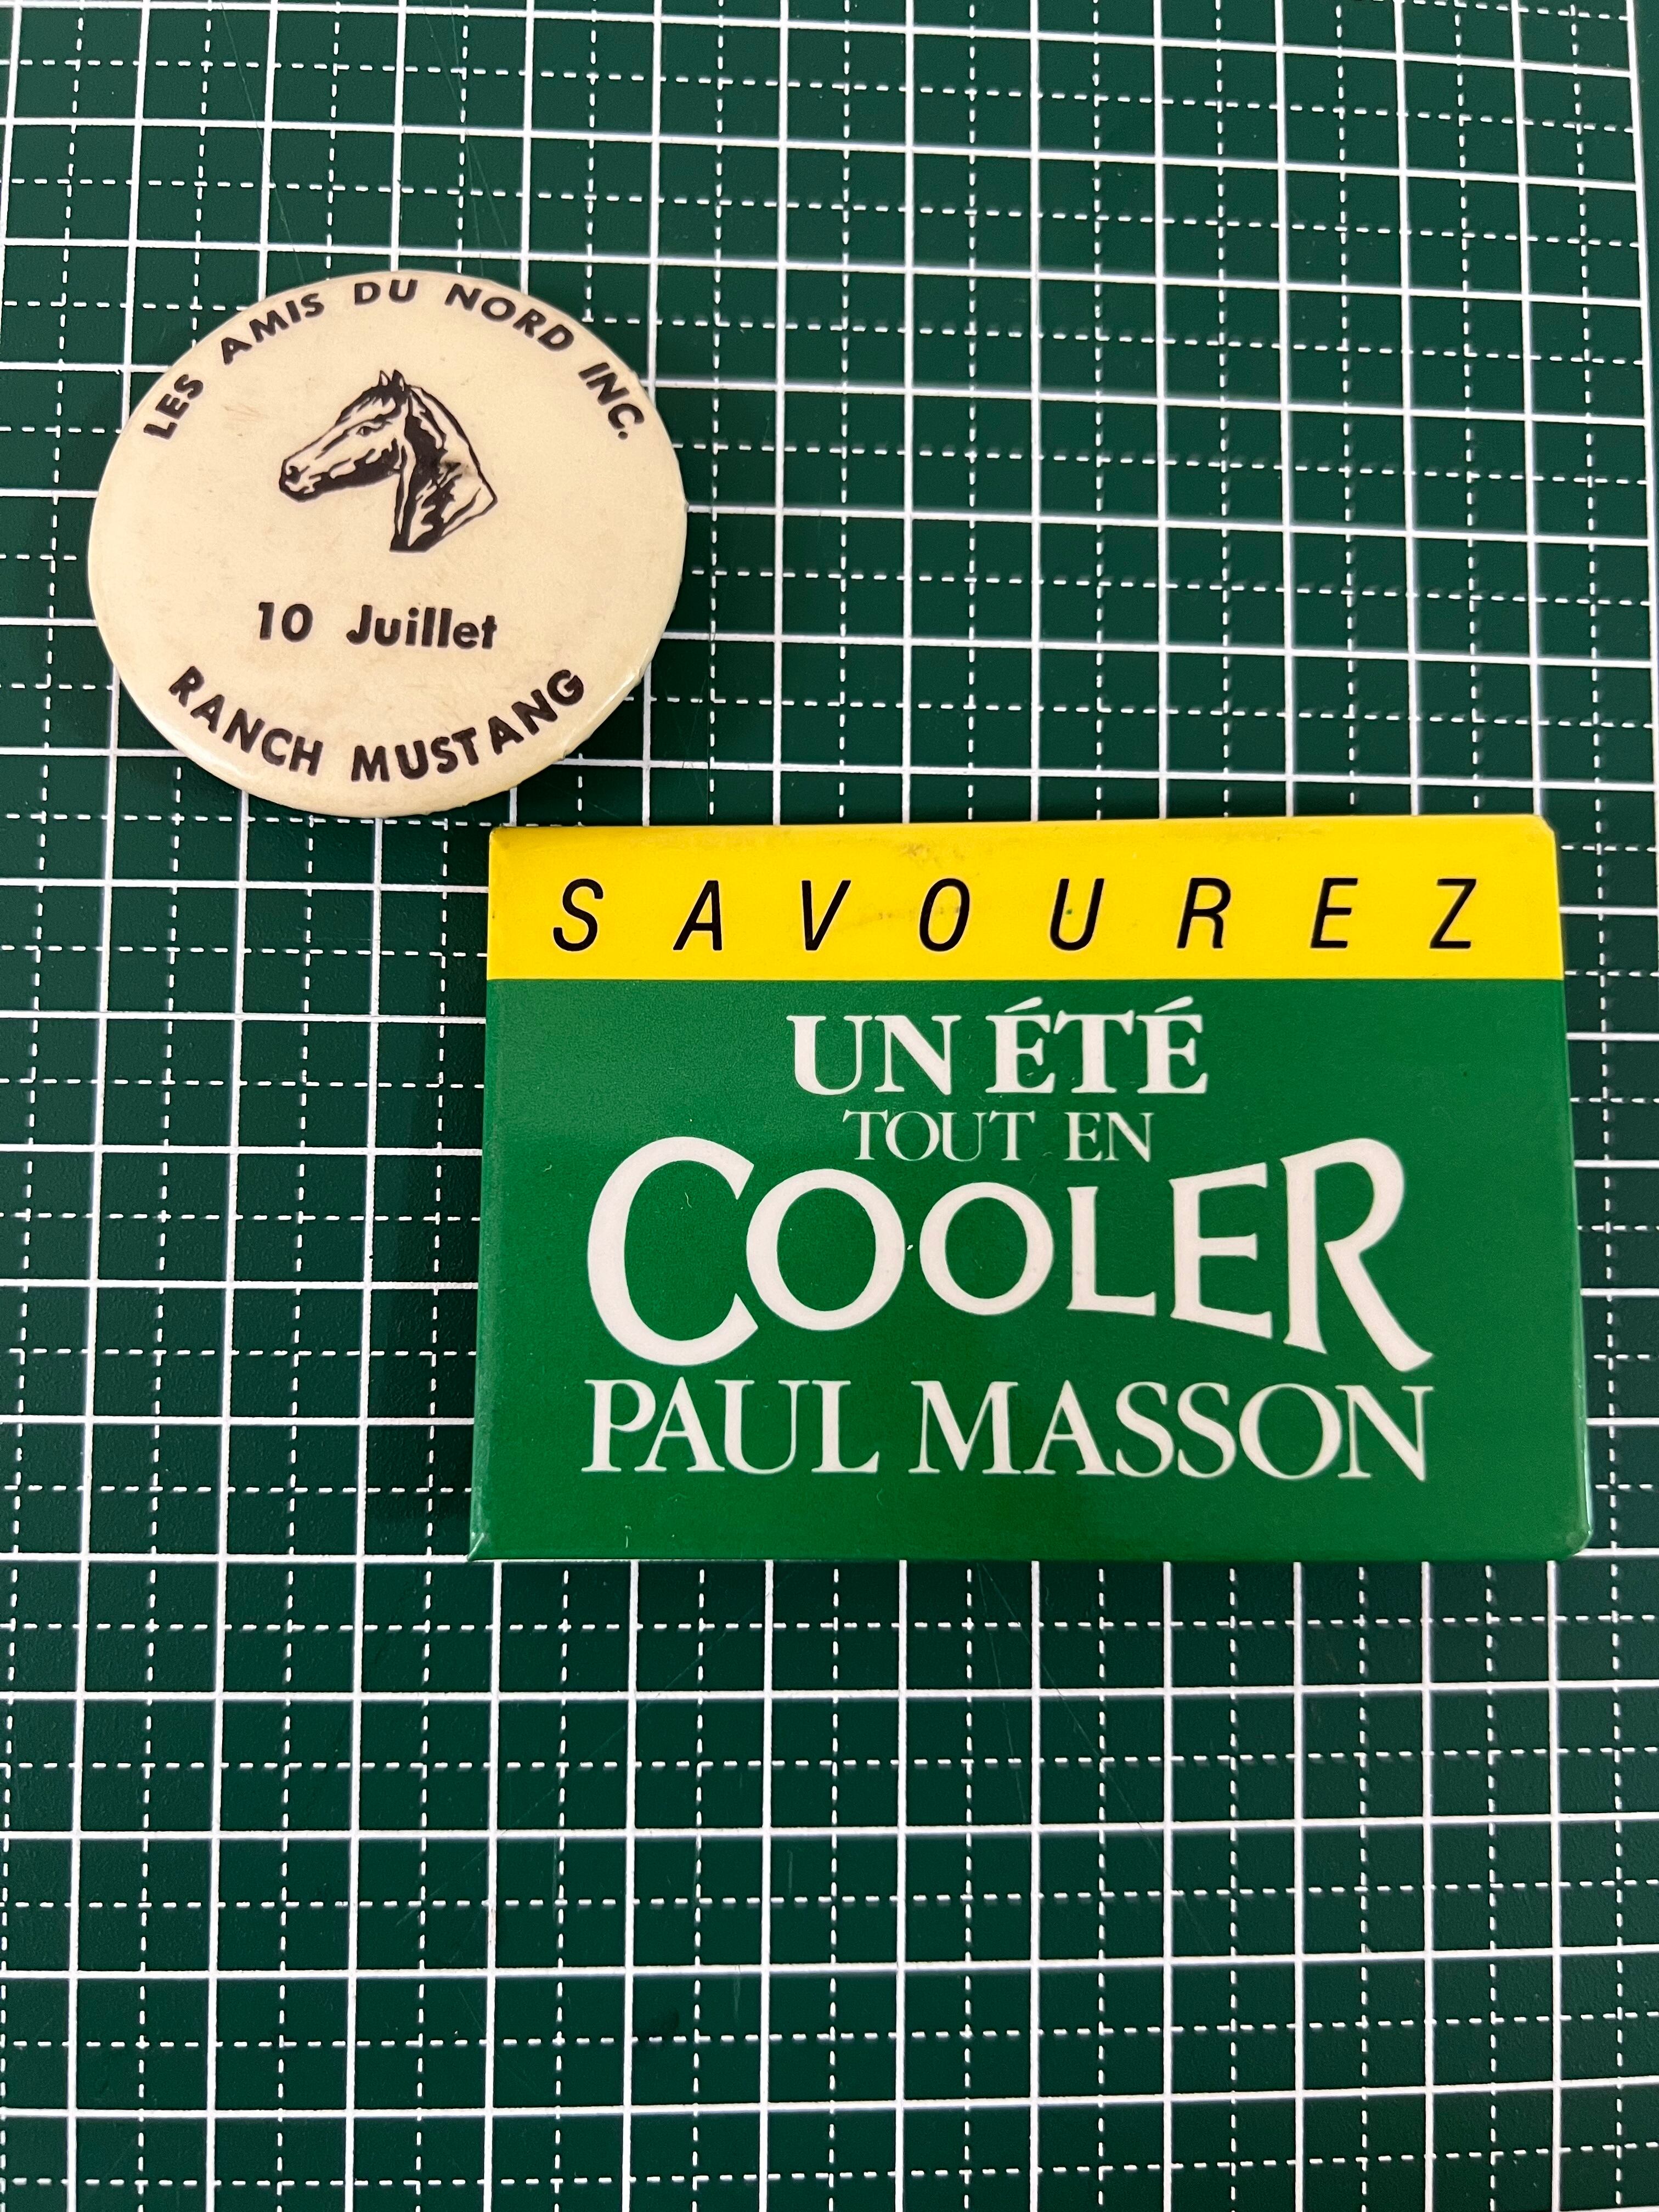 LES AMIS DU NORD INC.
10 Juillet
RANCH MUSTANG
SAVOUREZ
UN ÉTÉ
TOUT EN
COOLER
PAUL MASSON